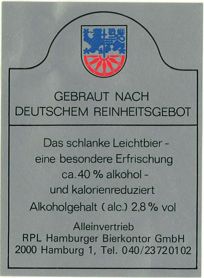 GEBRAUT NACH
DEUTSCHEM REINHEITSGEBOT
Das schlanke Leichtbier -
eine besondere Erfrischung
ca. 40 % alkohol -
und kalorienreduziert
Alkoholgehalt (alc.) 2,8 % vol
Alleinvertrieb
RPL Hamburger Bierkontor GmbH
2000 Hamburg 1, Tel. 040/23720102